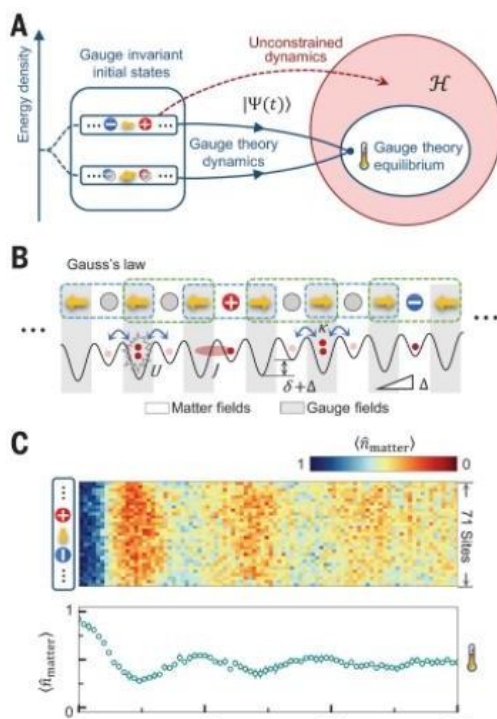 A
Energy density
Gauge invariant
initial states
Unconstrained
dynamics
ℋ
|Ψ(t)⟩
... − + ...
Gauge theory
dynamics
... ...
Gauge theory
equilibrium
B
Gauss's law
+ −
... ...
κ
U J δ+Δ Δ
Matter fields Gauge fields
C
⟨n̂matter⟩
1 0
... + − ...
71 Sites
⟨n̂matter⟩
1
0